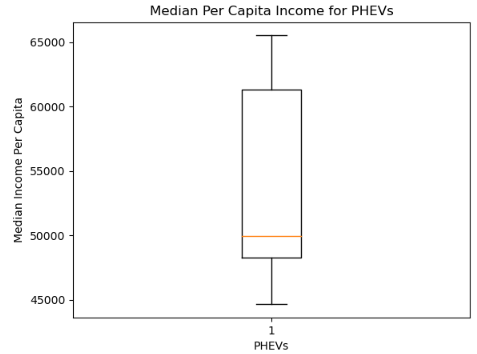 Median Per Capita Income for PHEVs
Median Income Per Capita
65000
60000
55000
50000
45000
1
PHEVs